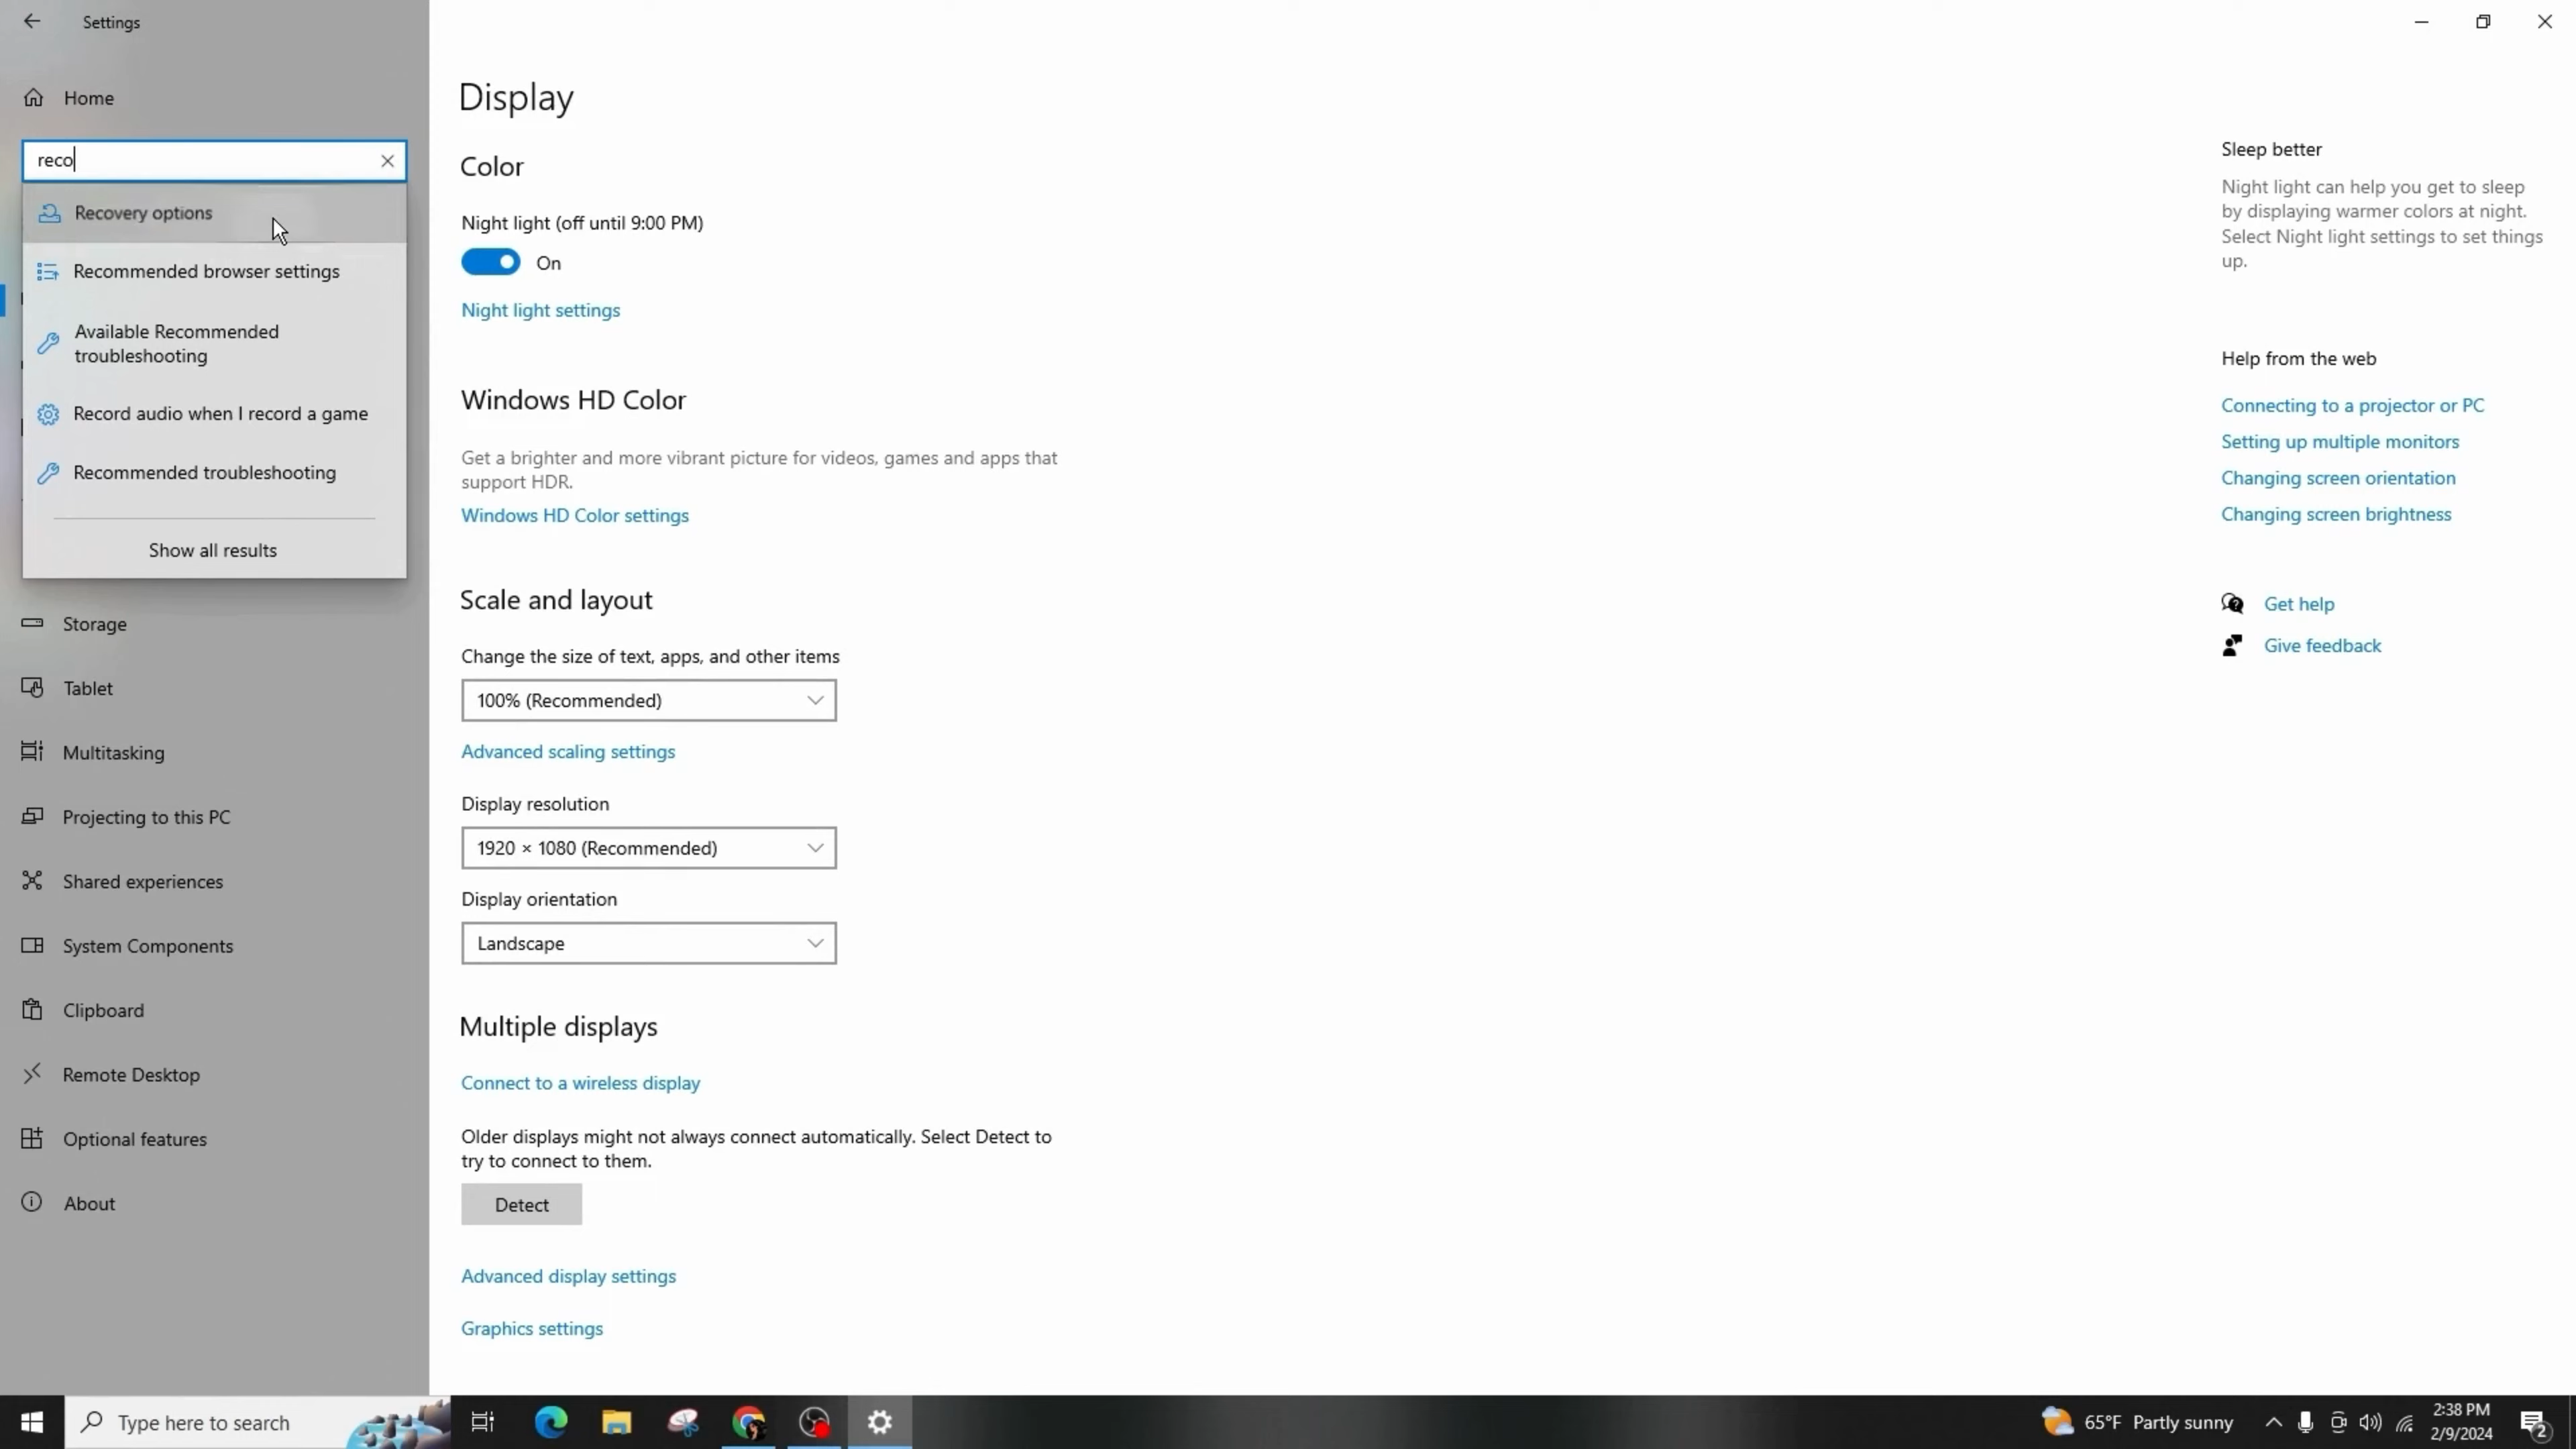 Settings
Home
reco
Recovery options
Recommended browser settings
Available Recommended
troubleshooting
Record audio when I record a game
Recommended troubleshooting
Show all results
Storage
Tablet
Multitasking
Projecting to this PC
Shared experiences
System Components
Clipboard
Remote Desktop
Optional features
About
Display
Color
Night light (off until 9:00 PM)
On
Night light settings
Windows HD Color
Get a brighter and more vibrant picture for videos, games and apps that
support HDR.
Windows HD Color settings
Scale and layout
Change the size of text, apps, and other items
100% (Recommended)
Advanced scaling settings
Display resolution
1920 × 1080 (Recommended)
Display orientation
Landscape
Multiple displays
Connect to a wireless display
Older displays might not always connect automatically. Select Detect to
try to connect to them.
Detect
Advanced display settings
Graphics settings
Sleep better
Night light can help you get to sleep
by displaying warmer colors at night.
Select Night light settings to set things
up.
Help from the web
Connecting to a projector or PC
Setting up multiple monitors
Changing screen orientation
Changing screen brightness
Get help
Give feedback
Type here to search
65°F Partly sunny
2:38 PM
2/9/2024
2